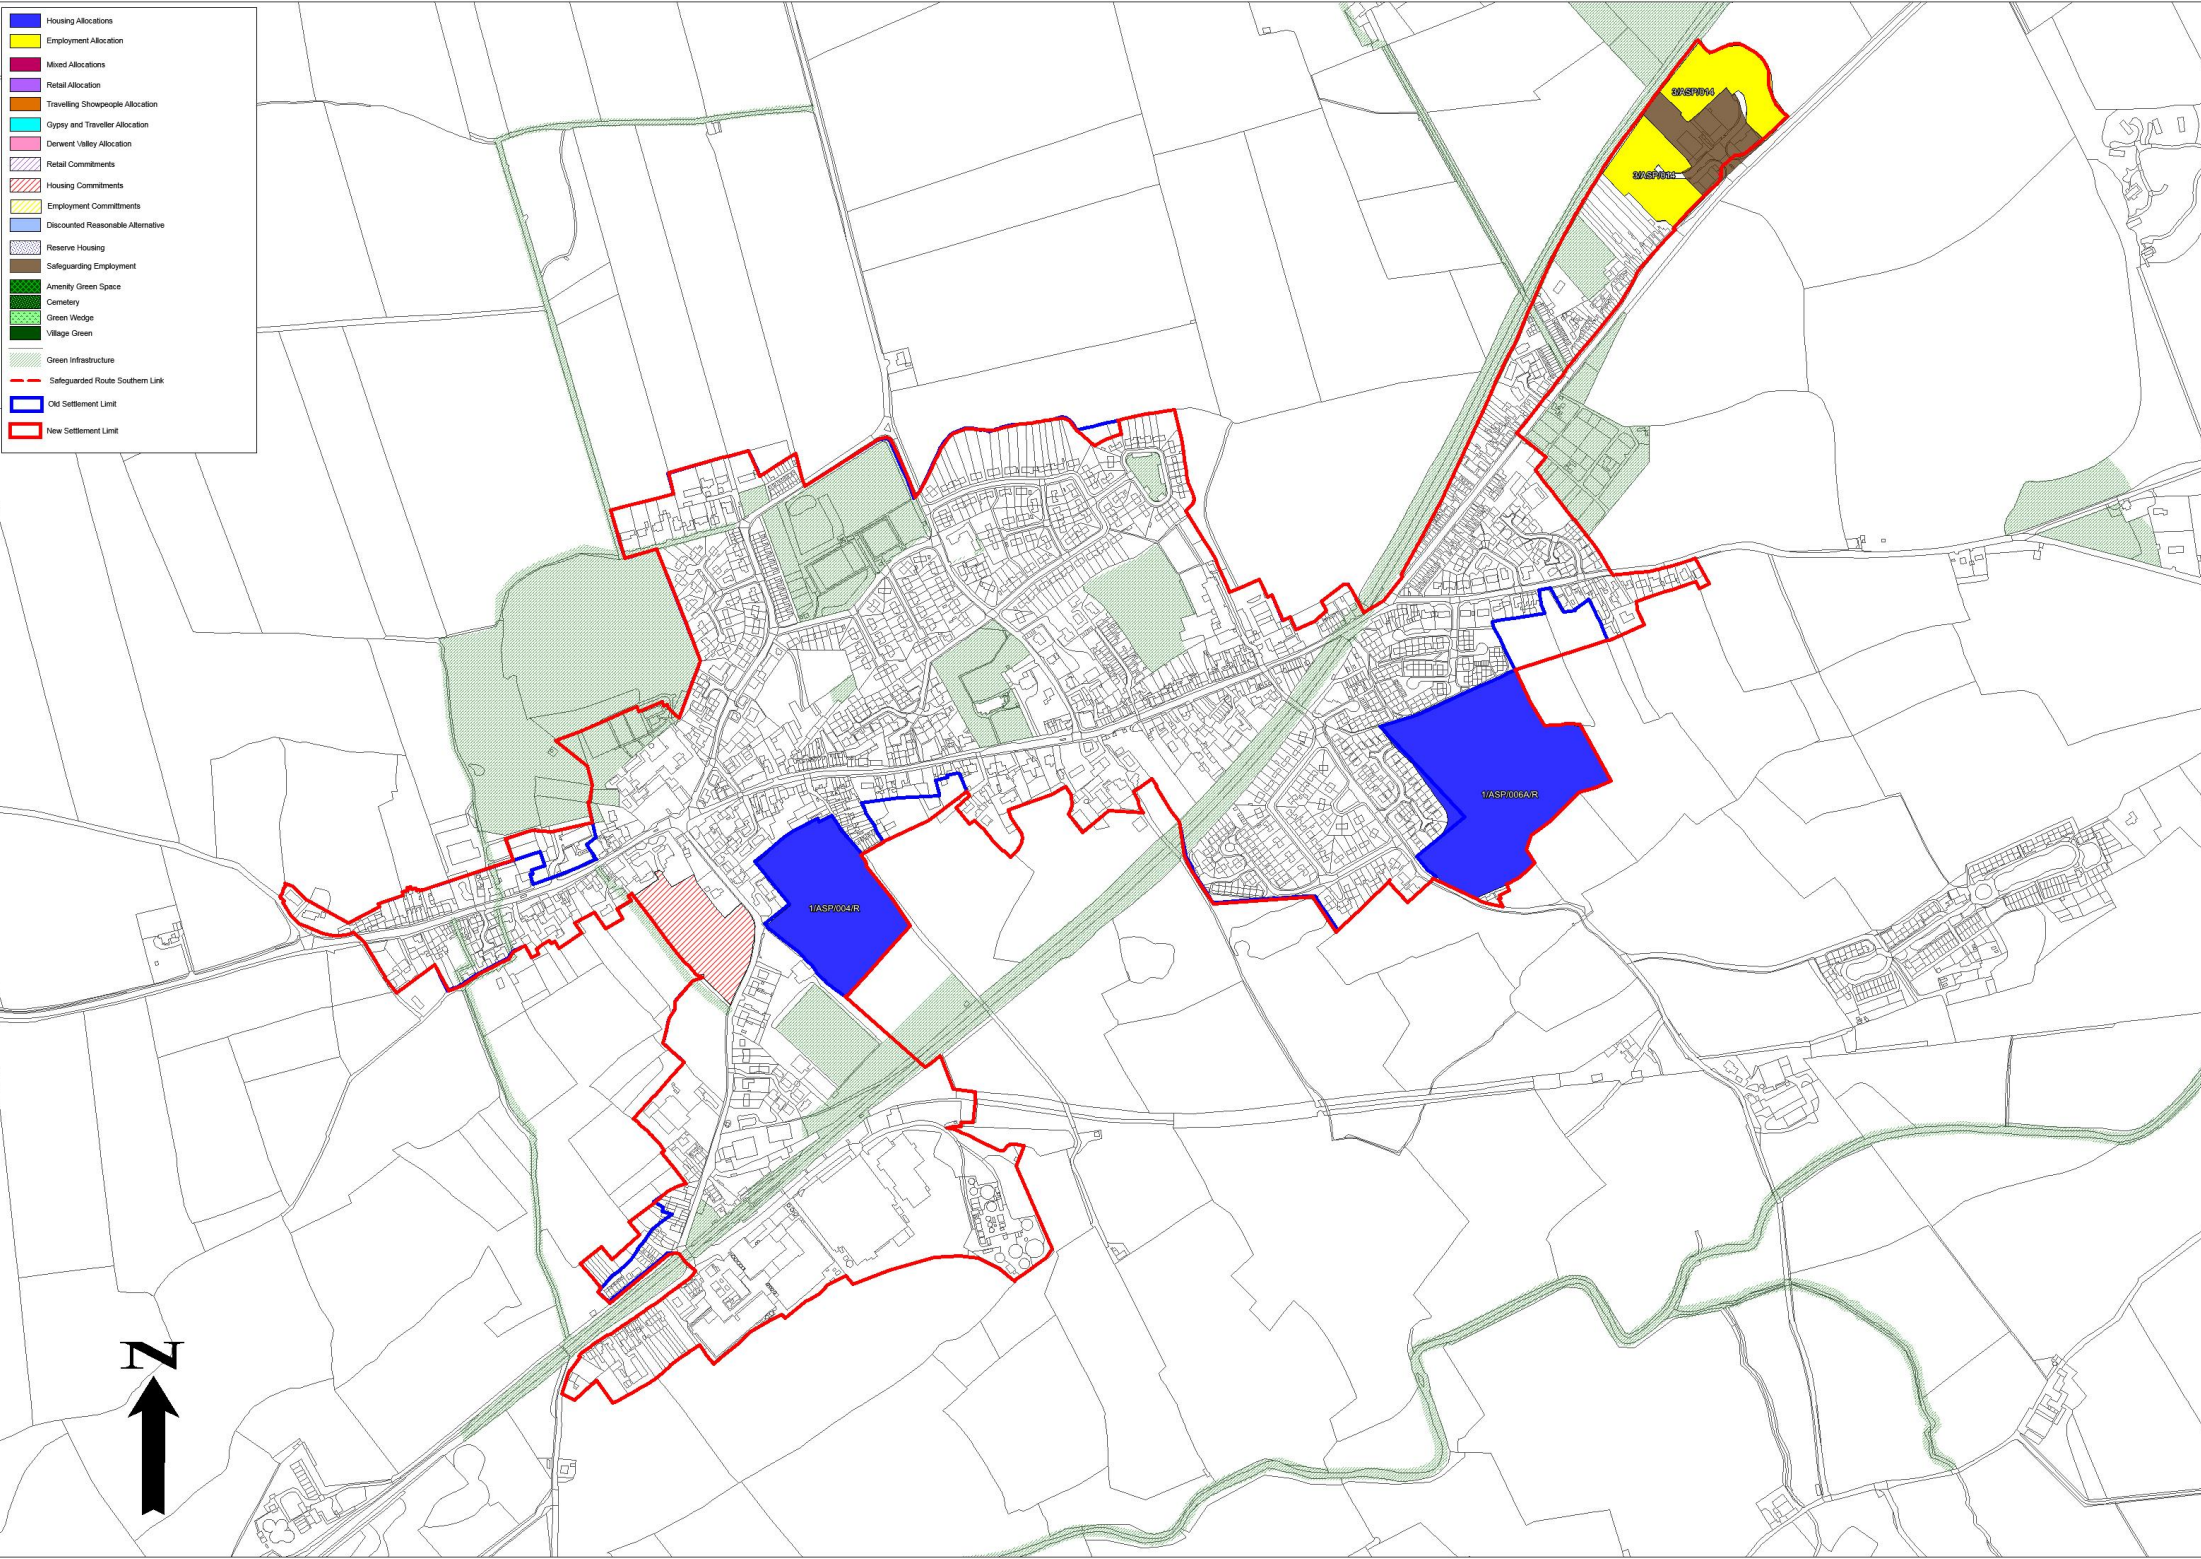 Housing Allocations
Employment Allocation
Mixed Allocations
Retail Allocation
Travelling Showpeople Allocation
Gypsy and Traveller Allocation
Derwent Valley Allocation
Retail Commitments
Housing Commitments
Employment Committments
Discounted Reasonable Alternative
Reserve Housing
Safeguarding Employment
Amenity Green Space
Cemetery
Green Wedge
Village Green
Green Infrastructure
Safeguarded Route Southern Link
Old Settlement Limit
New Settlement Limit
3/ASP/014
3/ASP/014
1/ASP/006A/R
1/ASP/004/R
N